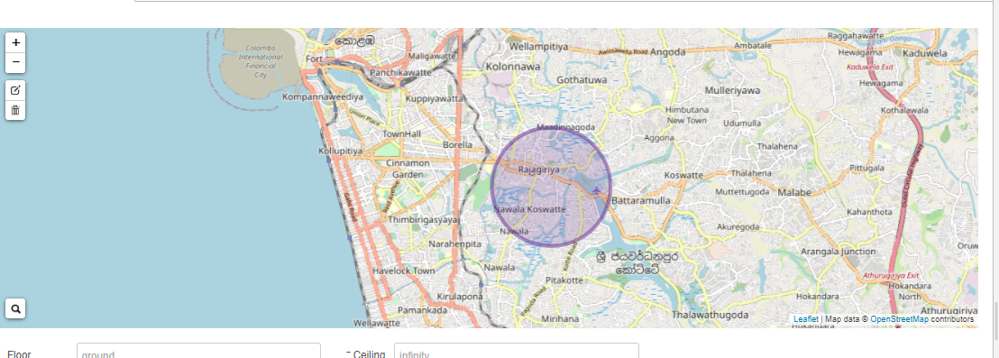 +
−
Colombo
International
Financial
City
කොළඹ
Fort
Maligawatte
Panchikawatte
Wellampitiya
Kolonnawa
Avissawella Road
Angoda
Ambatale
Raggahawatte
Hewagama
Kaduwela
Kaduwela Exit
Hewagama
Gothatuwa
Mulleriyawa
Kothalawala
Kompannaweediya
Kuppiyawatta
Union Place
Himbutana
New Town
Udumulla
Maadinnagoda
TownHall
Borella
Aggona
Thalahena
Kollupitiya
Cinnamon
Garden
Rajagiriya
Koswatte
Thalahena
Pittugala
Outer Circular Highway
Galle Road
Reid Avenue
Muttettugoda
Malabe
Battaramulla
Nawala Koswatte
Kahanthota
Thimbirigasyaya
Nawala
Akuregoda
Narahenpita
Kotte Road
ශ්‍රී ජයවර්ධනපුර
කෝට්ටේ
Arangala Junction
Oruw
Havelock Town
Nawala
Pitakotte
Athurugiriya Exit
Hokandara
North
Kirulapona
Pagoda Road
Hokandara
Pamankada
Mirihana
Thalawathugoda
Athurugiriya
Wellawatte
Leaflet | Map data © OpenStreetMap contributors
Floor
ground
Ceiling
infinity